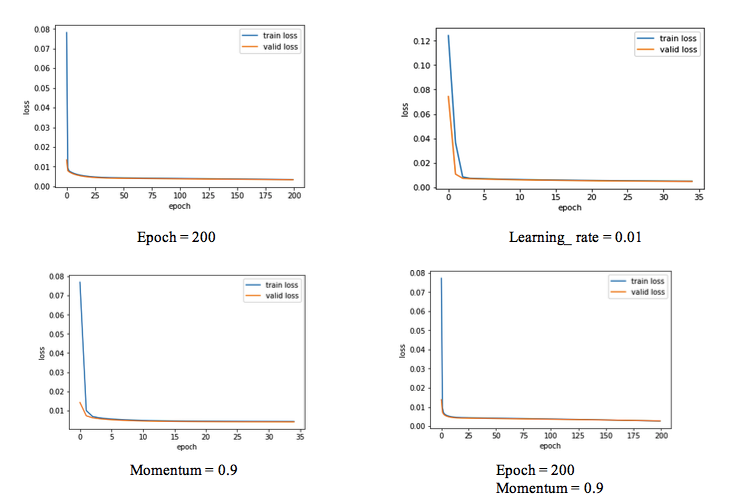 0.08
0.07
0.06
0.05
0.04
0.03
0.02
0.01
0.00
loss
train loss
valid loss
0 25 50 75 100 125 150 175 200
epoch
Epoch = 200
0.12
0.10
0.08
0.06
0.04
0.02
0.00
loss
train loss
valid loss
0 5 10 15 20 25 30 35
epoch
Learning_ rate = 0.01
0.08
0.07
0.06
0.05
0.04
0.03
0.02
0.01
loss
train loss
valid loss
0 5 10 15 20 25 30 35
epoch
Momentum = 0.9
0.08
0.07
0.06
0.05
0.04
0.03
0.02
0.01
0.00
loss
train loss
valid loss
0 25 50 75 100 125 150 175 200
epoch
Epoch = 200
Momentum = 0.9